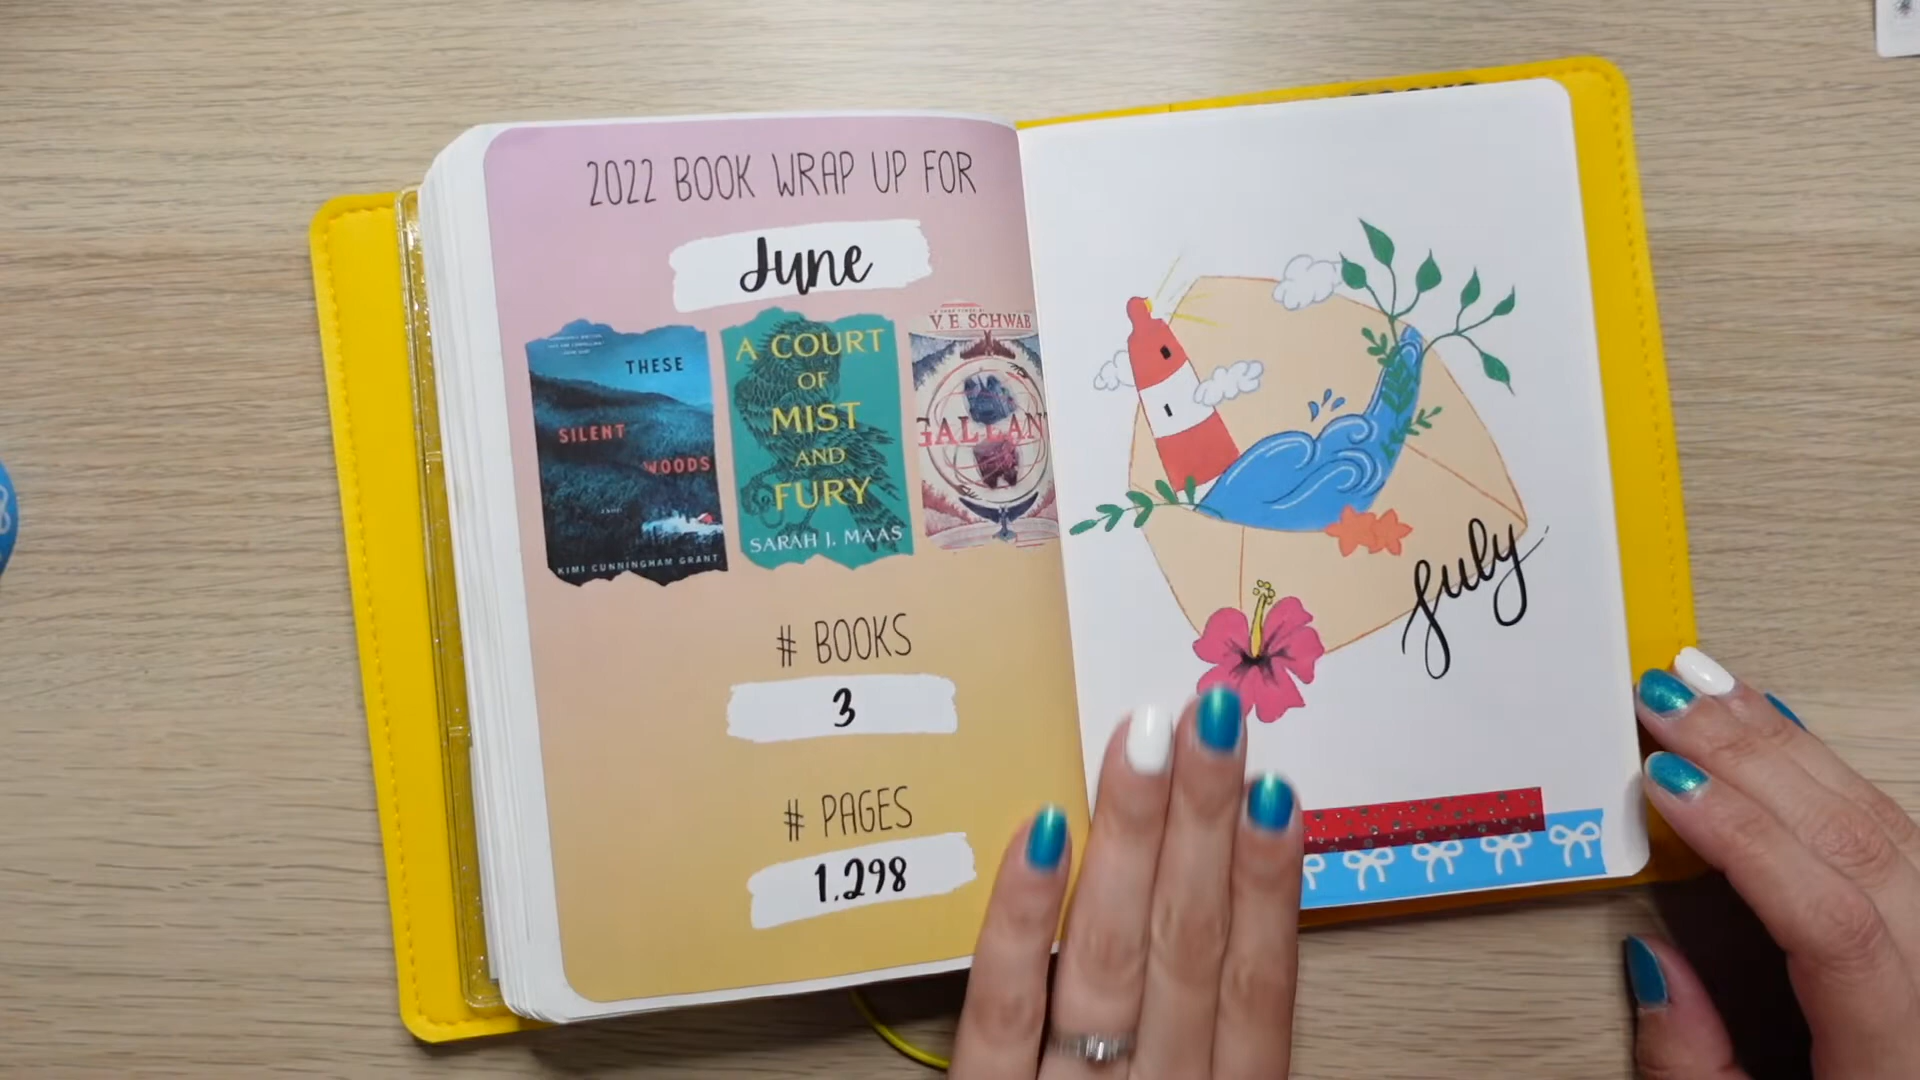 2022 BOOK WRAP UP FOR
June
THESE
SILENT
WOODS
KIMI CUNNINGHAM GRANT
A COURT
OF
MIST
AND
FURY
SARAH J. MAAS
V. E. SCHWAB
GALLANT
# BOOKS
3
# PAGES
1,298
July